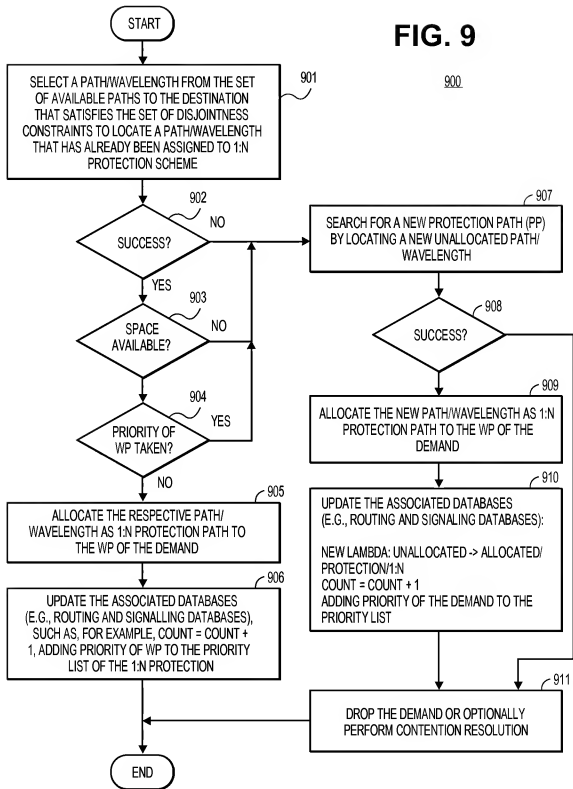 START
FIG. 9
900
901
SELECT A PATH/WAVELENGTH FROM THE SET
OF AVAILABLE PATHS TO THE DESTINATION
THAT SATISFIES THE SET OF DISJOINTNESS
CONSTRAINTS TO LOCATE A PATH/WAVELENGTH
THAT HAS ALREADY BEEN ASSIGNED TO 1:N
PROTECTION SCHEME
902
SUCCESS?
NO
YES
903
SPACE
AVAILABLE?
NO
904
PRIORITY OF
WP TAKEN?
YES
NO
905
ALLOCATE THE RESPECTIVE PATH/
WAVELENGTH AS 1:N PROTECTION PATH TO
THE WP OF THE DEMAND
906
UPDATE THE ASSOCIATED DATABASES
(E.G., ROUTING AND SIGNALLING DATABASES),
SUCH AS, FOR EXAMPLE, COUNT = COUNT +
1, ADDING PRIORITY OF WP TO THE PRIORITY
LIST OF THE 1:N PROTECTION
907
SEARCH FOR A NEW PROTECTION PATH (PP)
BY LOCATING A NEW UNALLOCATED PATH/
WAVELENGTH
908
SUCCESS?
909
ALLOCATE THE NEW PATH/WAVELENGTH AS 1:N
PROTECTION PATH TO THE WP OF THE
DEMAND
910
UPDATE THE ASSOCIATED DATABASES
(E.G., ROUTING AND SIGNALING DATABASES):
NEW LAMBDA: UNALLOCATED -> ALLOCATED/
PROTECTION/1:N
COUNT = COUNT + 1
ADDING PRIORITY OF THE DEMAND TO THE
PRIORITY LIST
911
DROP THE DEMAND OR OPTIONALLY
PERFORM CONTENTION RESOLUTION
END